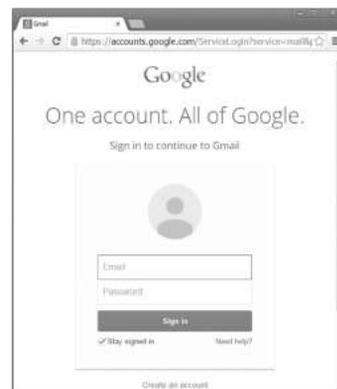 Gmail
https://accounts.google.com/ServiceLogin?service=mail&
Google
One account. All of Google.
Sign in to continue to Gmail
Email
Password
Sign in
Stay signed in Need help?
Create an account